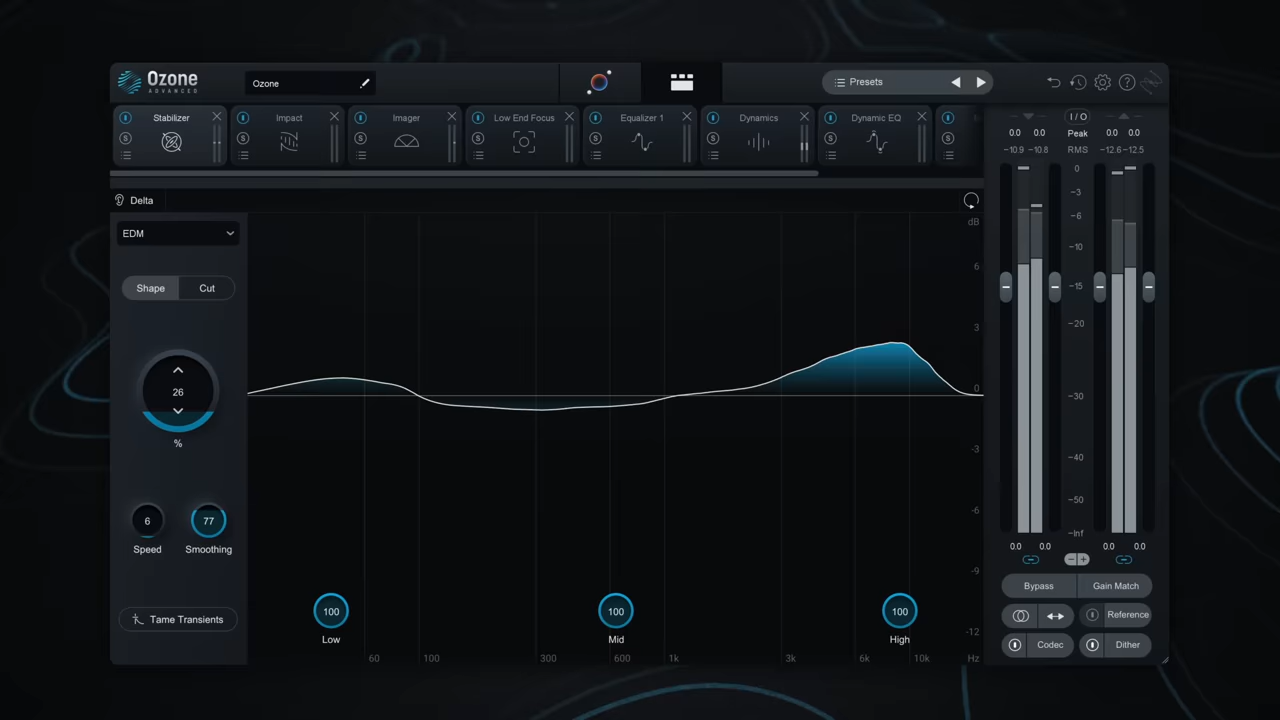 Ozone
ADVANCED
Ozone
Presets
Stabilizer
Impact
Imager
Low End Focus
Equalizer 1
Dynamics
Dynamic EQ
S
S
S
S
S
S
S
S
I / O
0.0 0.0 Peak 0.0 0.0
-10.9 -10.8 RMS -12.6 -12.5
Delta
EDM
Shape Cut
26
%
6
77
Speed
Smoothing
Tame Transients
dB
6
3
0
-3
-6
-9
-12
100
Low
100
Mid
100
High
60 100 300 600 1k 3k 6k 10k Hz
0
-3
-6
-10
-15
-20
-30
-40
-50
-Inf
0.0 0.0 0.0 0.0
Bypass
Gain Match
Reference
Codec
Dither